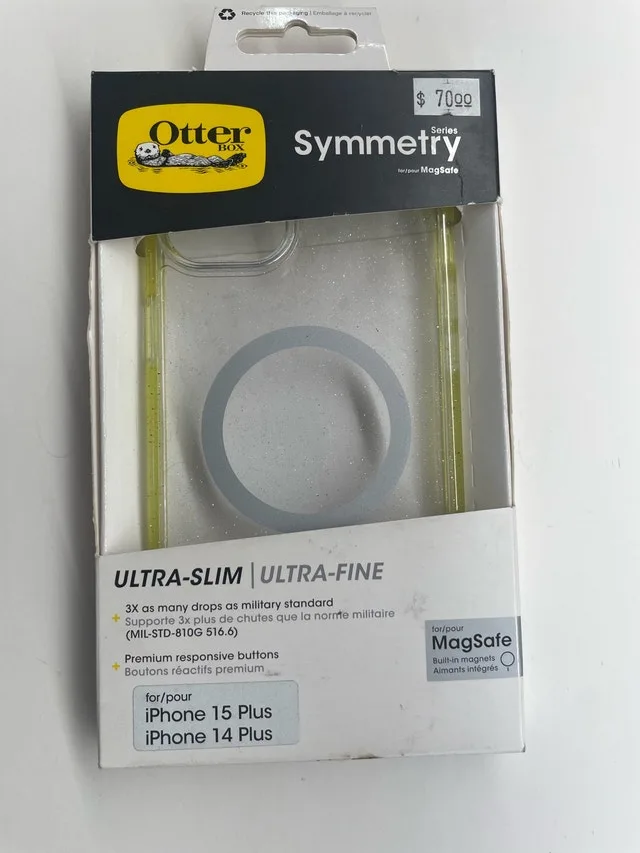 Recycle this packaging | Emballage à recycler
$ 7000
Otter
BOX
Symmetry
Series
for/pour MagSafe
ULTRA-SLIM | ULTRA-FINE
3X as many drops as military standard
+ Supporte 3x plus de chutes que la norme militaire
(MIL-STD-810G 516.6)
Premium responsive buttons
+ Boutons réactifs premium
for/pour
MagSafe
Built-in magnets
Aimants intégrés
for/pour
iPhone 15 Plus
iPhone 14 Plus